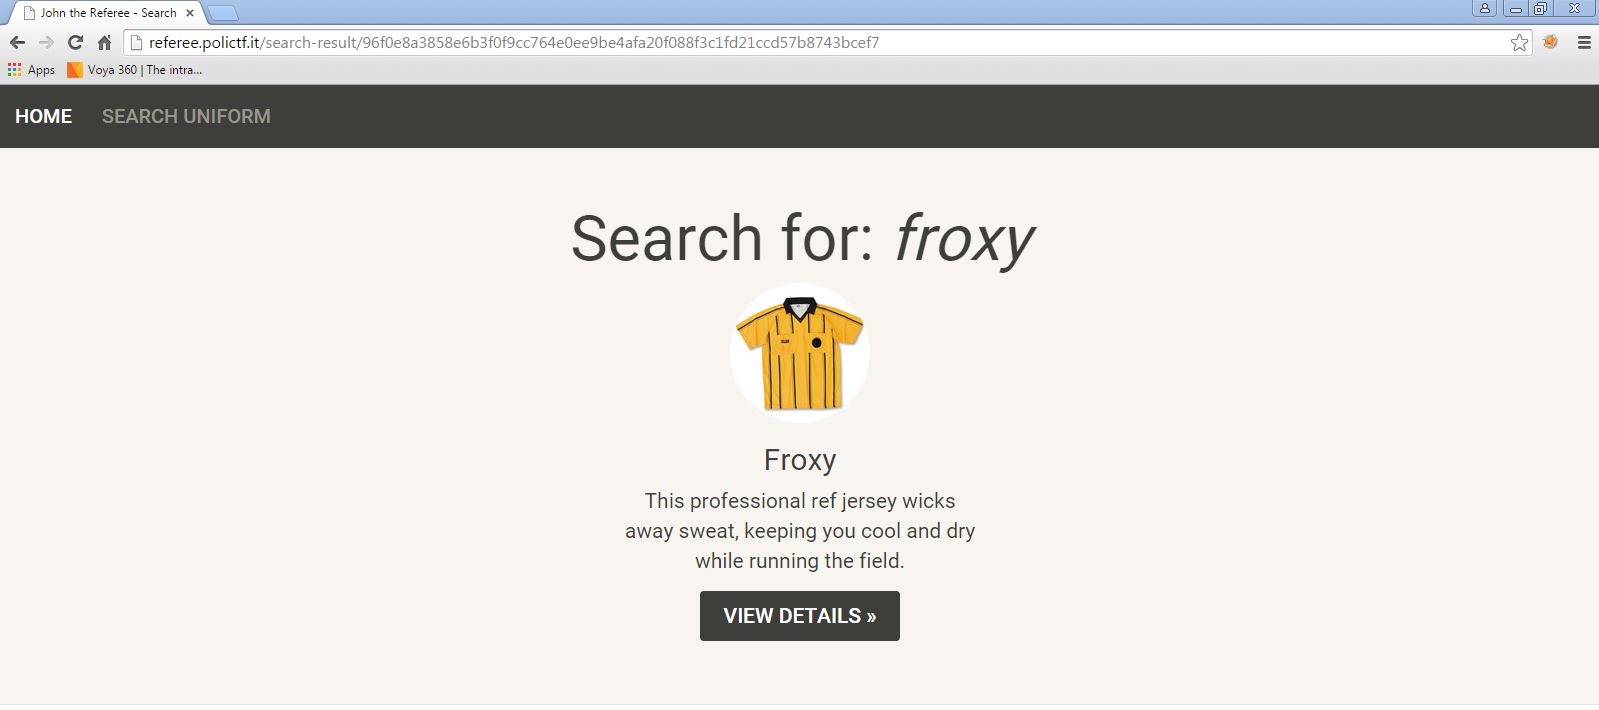 John the Referee - Search
referee.polictf.it/search-result/96f0e8a3858e6b3f0f9cc764e0ee9be4afa20f088f3c1fd21ccd57b8743bcef7
Apps
Voya 360 | The intra...
HOME
SEARCH UNIFORM
Search for: froxy
Froxy
This professional ref jersey wicks
away sweat, keeping you cool and dry
while running the field.
VIEW DETAILS »